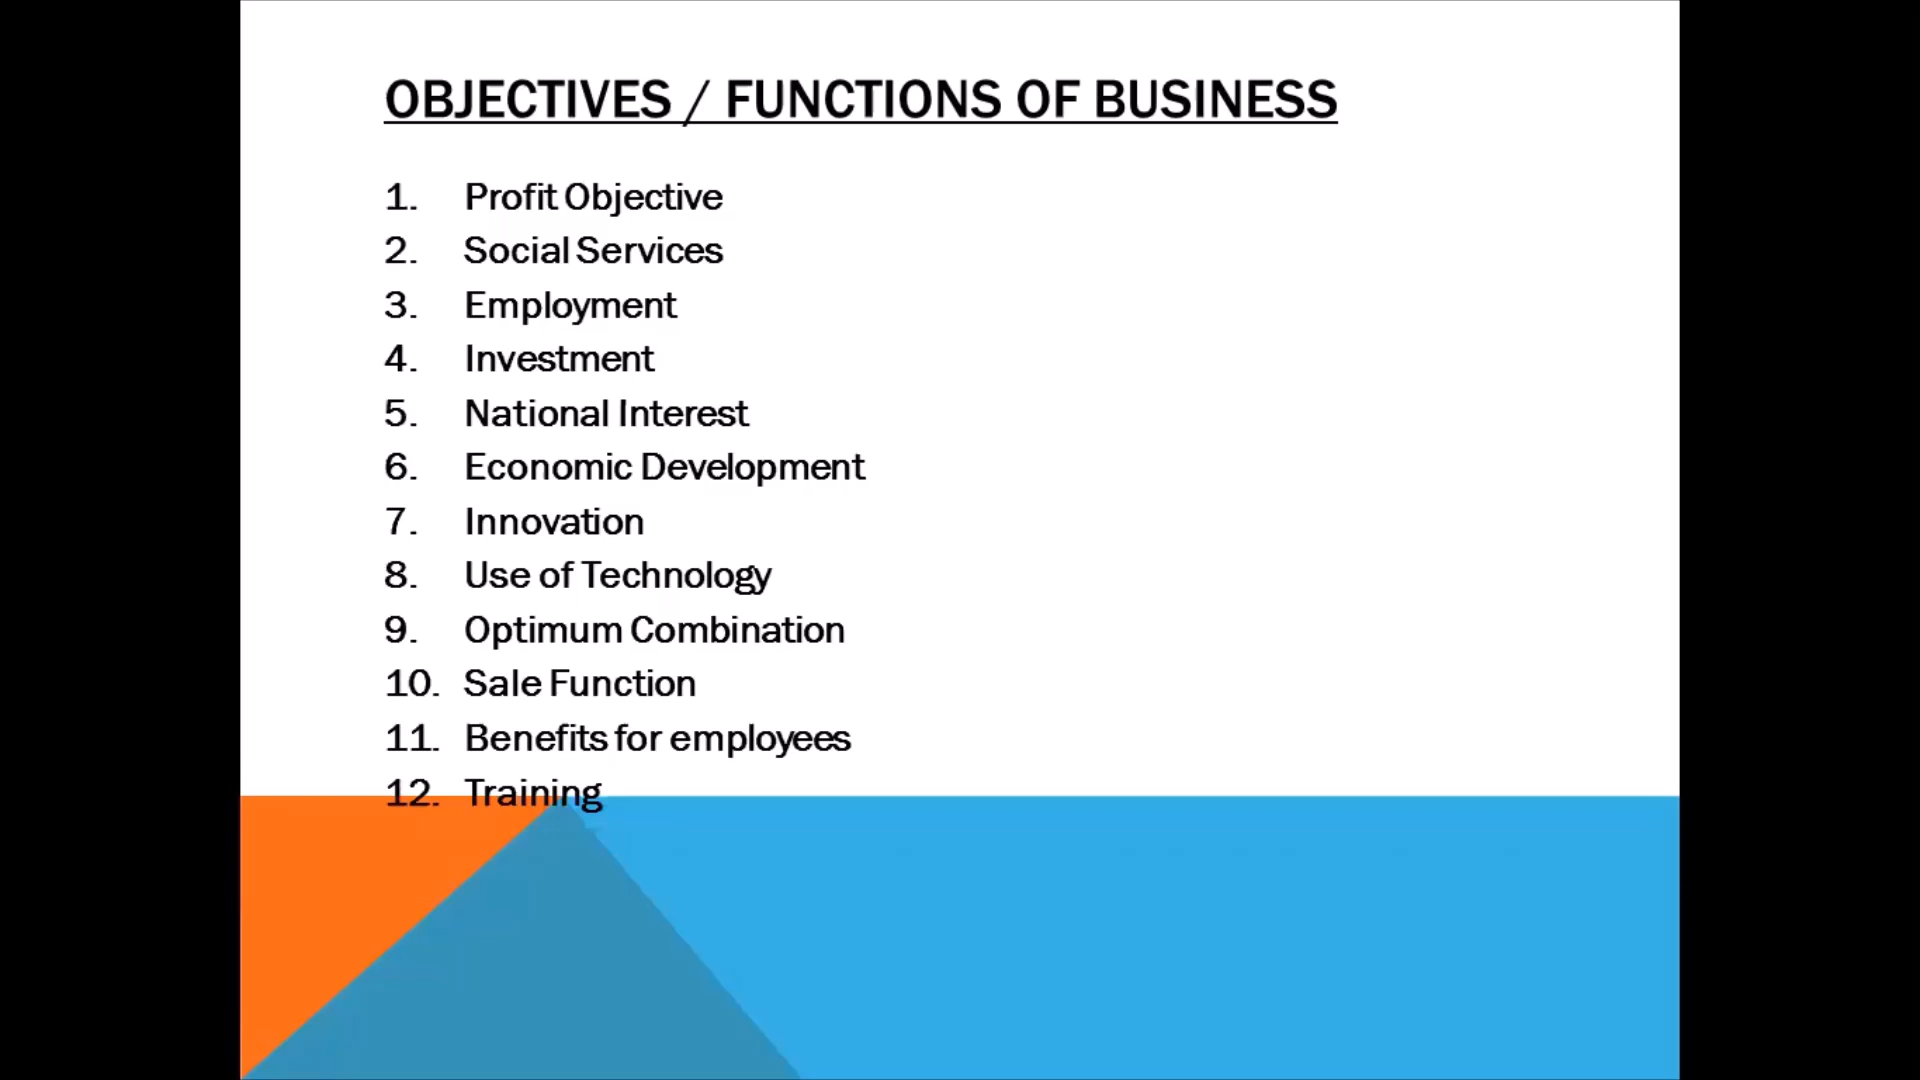 OBJECTIVES / FUNCTIONS OF BUSINESS
1. Profit Objective
2. Social Services
3. Employment
4. Investment
5. National Interest
6. Economic Development
7. Innovation
8. Use of Technology
9. Optimum Combination
10. Sale Function
11. Benefits for employees
12. Training